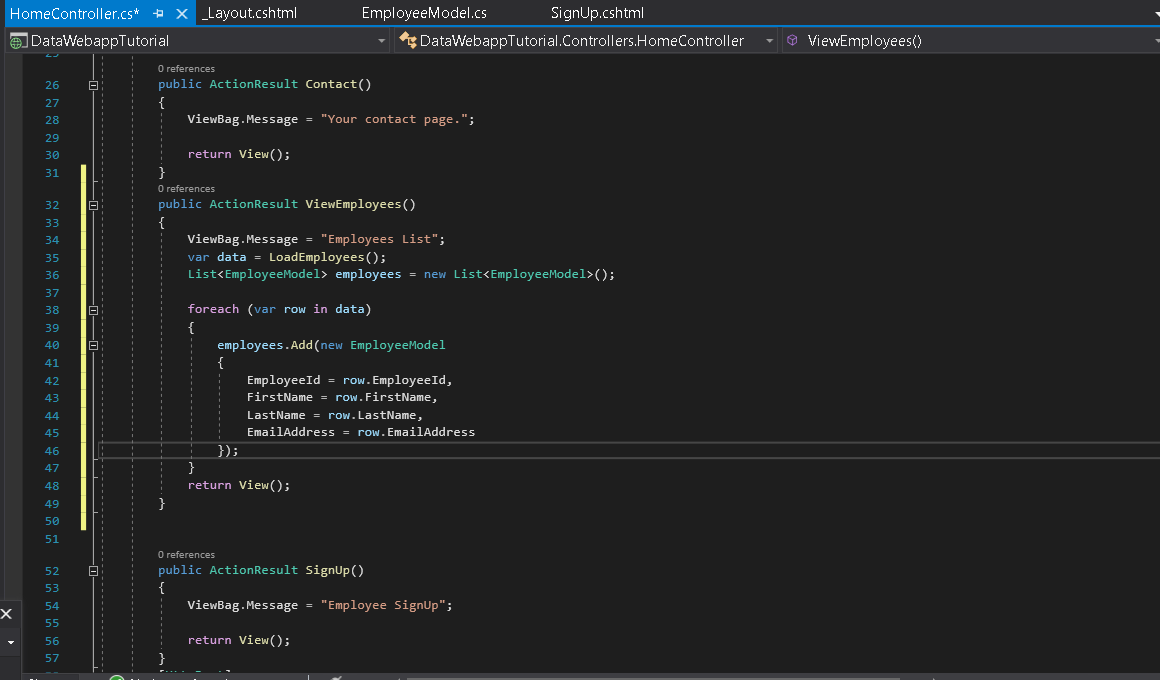 HomeController.cs* _Layout.cshtml EmployeeModel.cs SignUp.cshtml
DataWebappTutorial DataWebappTutorial.Controllers.HomeController ViewEmployees()
0 references
26 public ActionResult Contact()
27 {
28 ViewBag.Message = "Your contact page.";
29
30 return View();
31 }
0 references
32 public ActionResult ViewEmployees()
33 {
34 ViewBag.Message = "Employees List";
35 var data = LoadEmployees();
36 List<EmployeeModel> employees = new List<EmployeeModel>();
37
38 foreach (var row in data)
39 {
40 employees.Add(new EmployeeModel
41 {
42 EmployeeId = row.EmployeeId,
43 FirstName = row.FirstName,
44 LastName = row.LastName,
45 EmailAddress = row.EmailAddress
46 });
47 }
48 return View();
49 }
50
51
0 references
52 public ActionResult SignUp()
53 {
54 ViewBag.Message = "Employee SignUp";
55
56 return View();
57 }